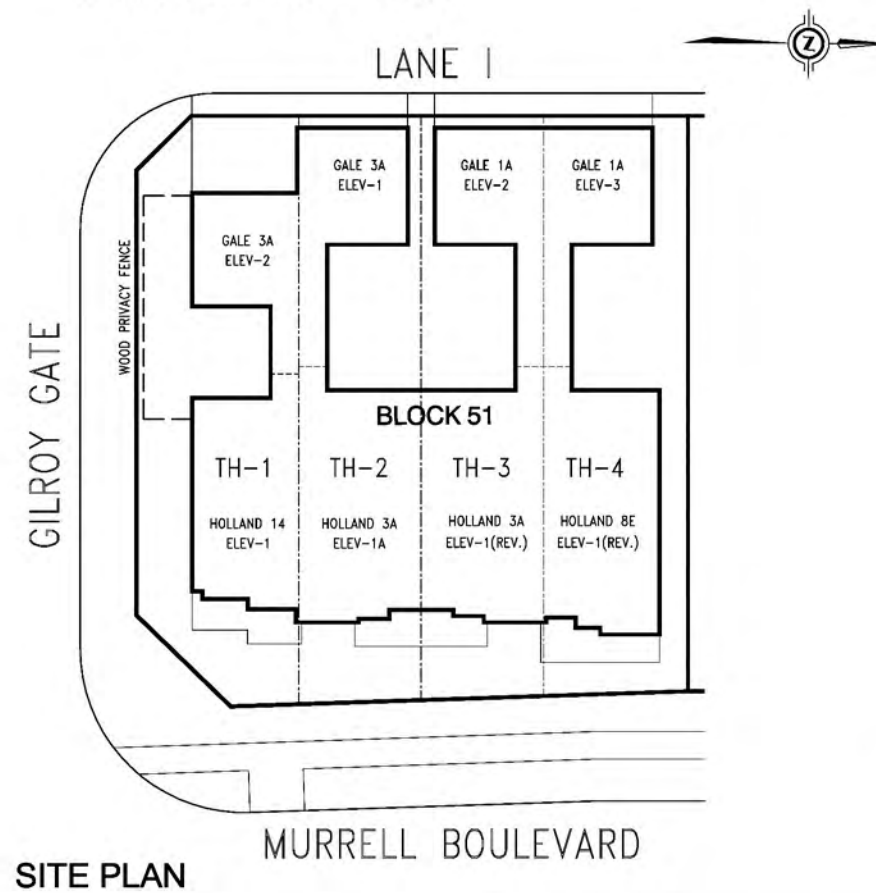 LANE 1
Z
GALE 3A
ELEV-1
GALE 1A
ELEV-2
GALE 1A
ELEV-3
GALE 3A
ELEV-2
WOOD PRIVACY FENCE
GILROY GATE
BLOCK 51
TH-1
TH-2
TH-3
TH-4
HOLLAND 14
ELEV-1
HOLLAND 3A
ELEV-1A
HOLLAND 3A
ELEV-1(REV.)
HOLLAND 8E
ELEV-1(REV.)
MURRELL BOULEVARD
SITE PLAN